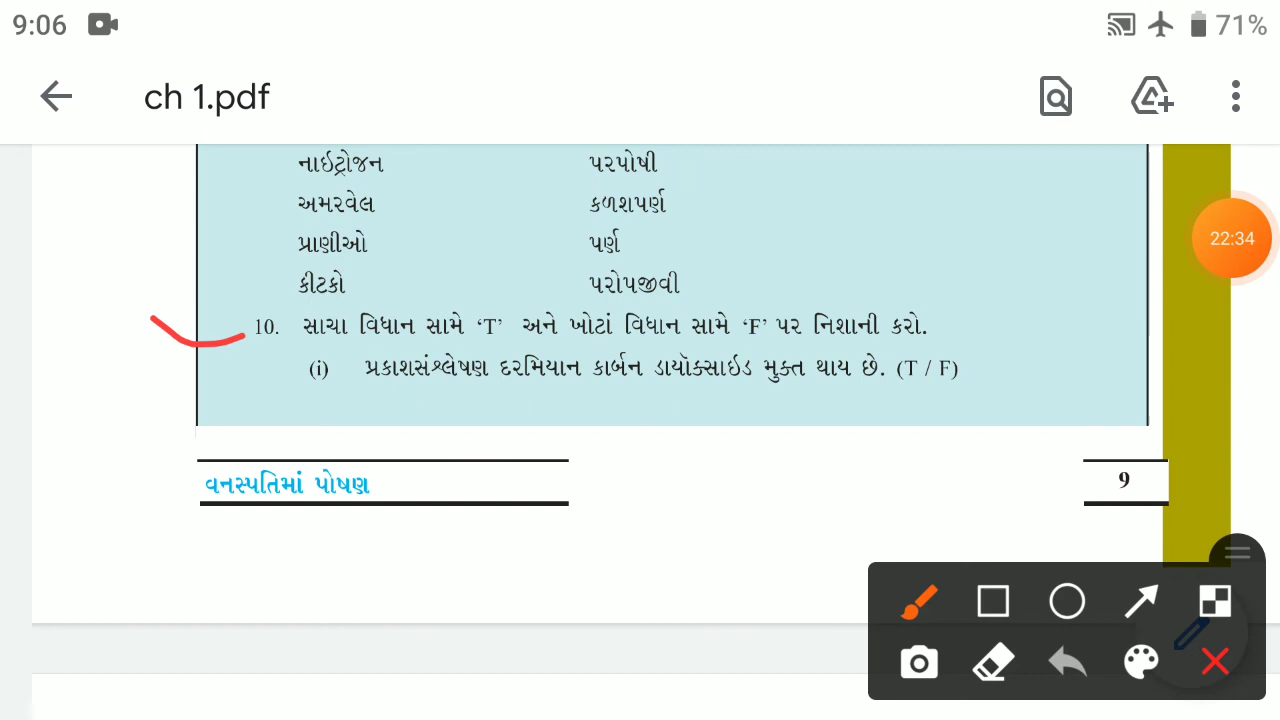 9:06 71%
ch 1.pdf
નાઈટ્રોજન પરપોષી
અમરવેલ કળશપર્ણ
પ્રાણીઓ પર્ણ
કીટકો પરોપજીવી
22:34
10. સાચા વિધાન સામે ‘T’ અને ખોટાં વિધાન સામે ‘F’ પર નિશાની કરો.
(i) પ્રકાશસંશ્લેષણ દરમિયાન કાર્બન ડાયૉક્સાઇડ મુક્ત થાય છે. (T / F)
વનસ્પતિમાં પોષણ 9